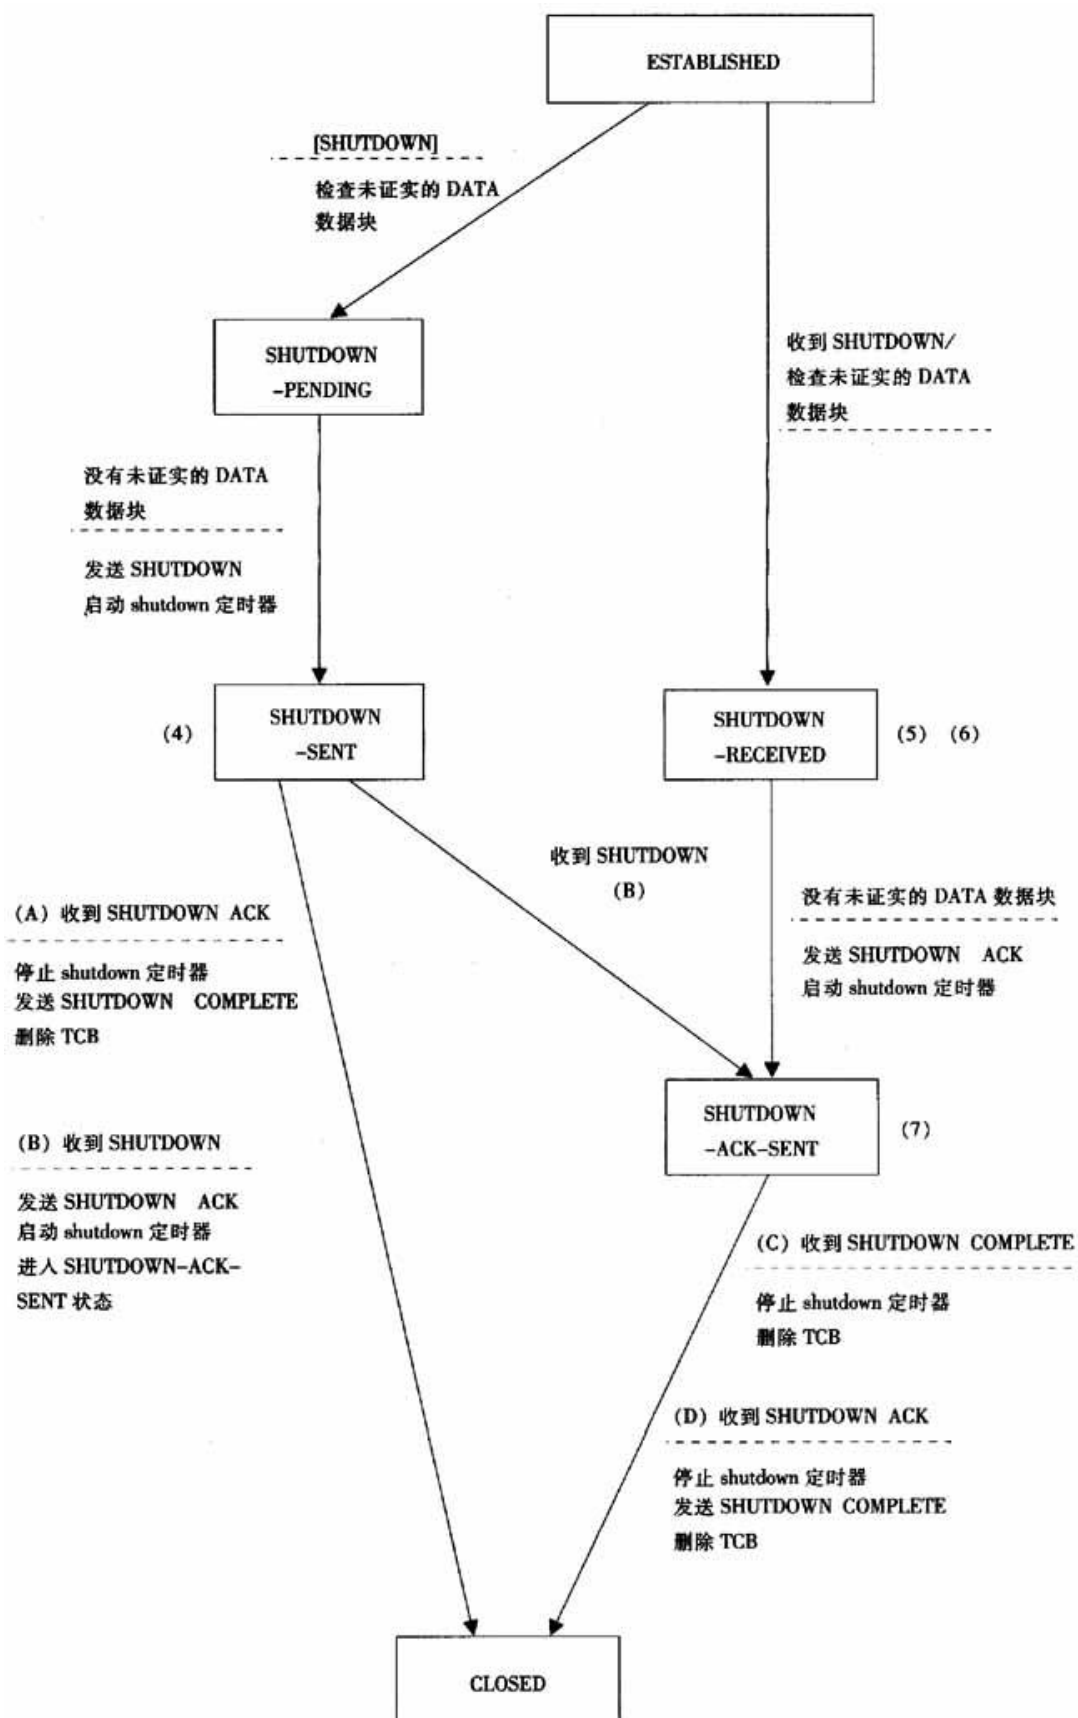 ESTABLISHED
[SHUTDOWN]
检查未证实的 DATA
数据块
SHUTDOWN
-PENDING
收到 SHUTDOWN/
检查未证实的 DATA
数据块
没有未证实的 DATA
数据块
发送 SHUTDOWN
启动 shutdown 定时器
(4)
SHUTDOWN
-SENT
SHUTDOWN
-RECEIVED
(5) (6)
收到 SHUTDOWN
(B)
(A) 收到 SHUTDOWN ACK
停止 shutdown 定时器
发送 SHUTDOWN COMPLETE
删除 TCB
没有未证实的 DATA 数据块
发送 SHUTDOWN ACK
启动 shutdown 定时器
SHUTDOWN
-ACK-SENT
(7)
(B) 收到 SHUTDOWN
发送 SHUTDOWN ACK
启动 shutdown 定时器
进入 SHUTDOWN-ACK-
SENT 状态
(C) 收到 SHUTDOWN COMPLETE
停止 shutdown 定时器
删除 TCB
(D) 收到 SHUTDOWN ACK
停止 shutdown 定时器
发送 SHUTDOWN COMPLETE
删除 TCB
CLOSED